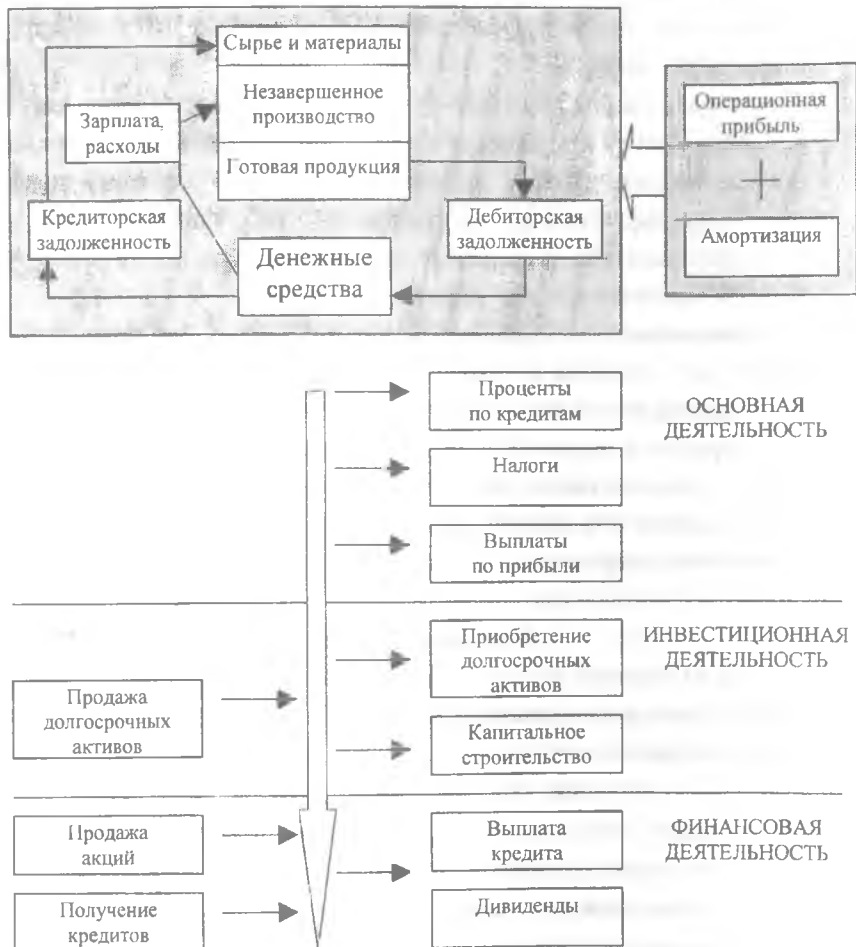 Сырье и материалы
Незавершенное
производство
Готовая продукция
Зарплата,
расходы
Кредиторская
задолженность
Денежные
средства
Дебиторская
задолженность
Операционная
прибыль
Амортизация
Проценты
по кредитам
ОСНОВНАЯ
ДЕЯТЕЛЬНОСТЬ
Налоги
Выплаты
по прибыли
Приобретение
долгосрочных
активов
ИНВЕСТИЦИОННАЯ
ДЕЯТЕЛЬНОСТЬ
Продажа
долгосрочных
активов
Капитальное
строительство
Продажа
акций
Выплата
кредита
ФИНАНСОВАЯ
ДЕЯТЕЛЬНОСТЬ
Получение
кредитов
Дивиденды